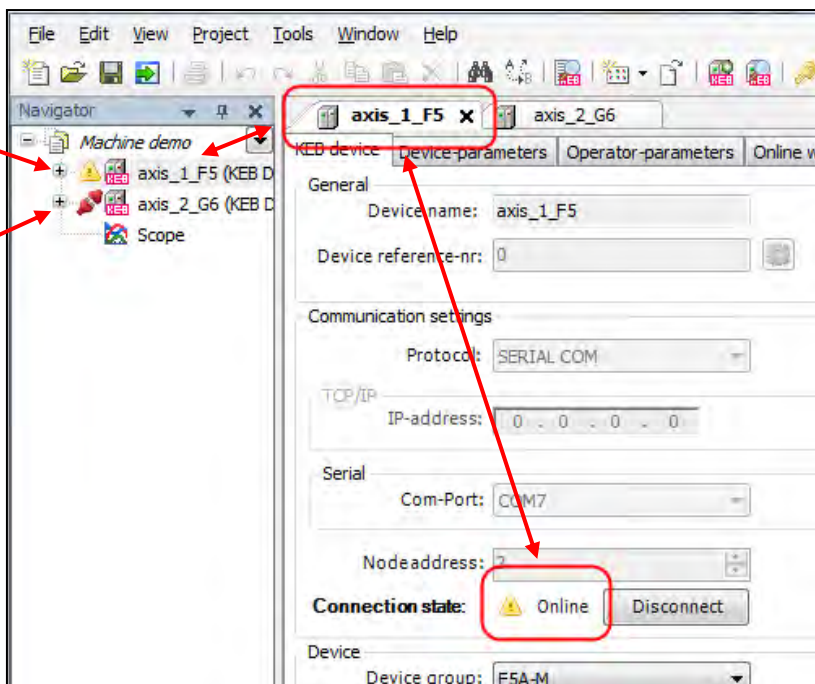 File Edit View Project Tools Window Help
Navigator
Machine demo
axis_1_F5 (KEB D
axis_2_G6 (KEB D
Scope
axis_1_F5 x axis_2_G6
KEB device Device-parameters Operator-parameters Online w
General
Device name: axis_1_F5
Device reference-nr: 0
Communication settings
Protocol: SERIAL COM
TCP/IP
IP-address: 0 . 0 . 0 . 0
Serial
Com-Port: COM7
Nodeaddress: 2
Connection state: Online Disconnect
Device
Device group: F5A-M